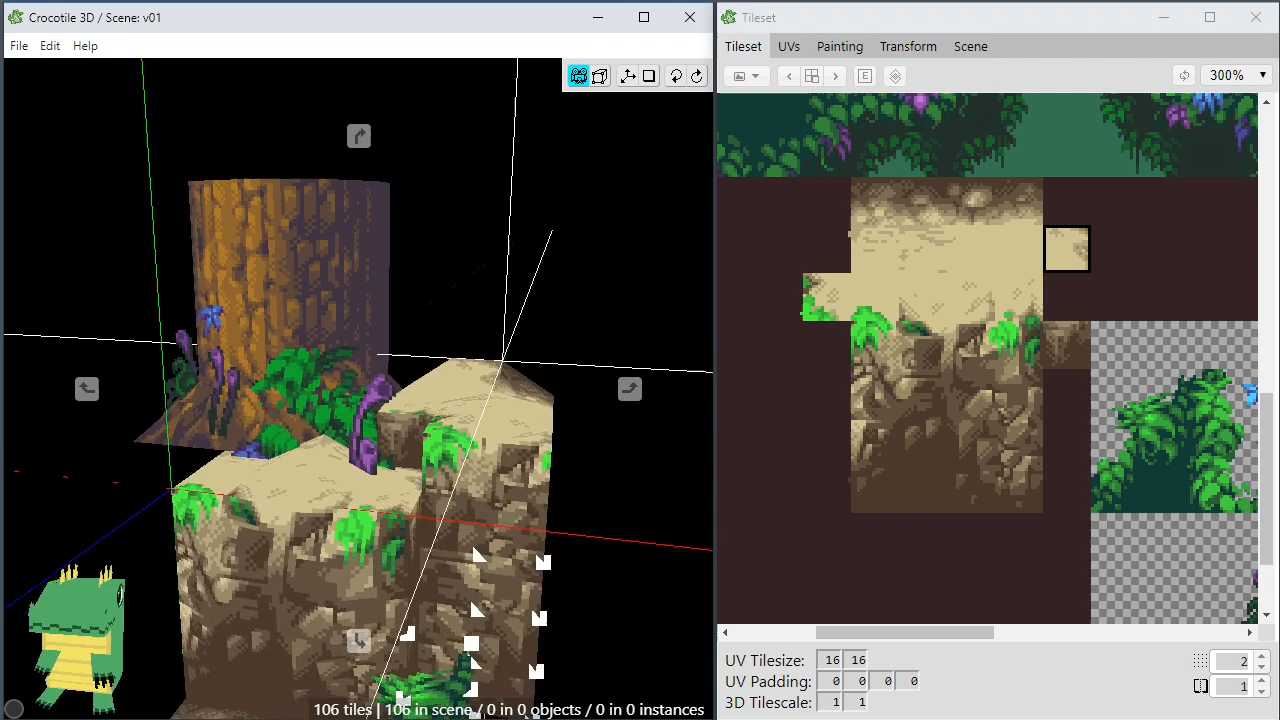 Crocotile 3D / Scene: v01
File Edit Help
106 tiles | 106 in scene / 0 in 0 objects / 0 in 0 instances
Tileset
Tileset UVs Painting Transform Scene
E 300%
UV Tilesize: 16 16
UV Padding: 0 0 0 0
3D Tilescale: 1 1
2
1